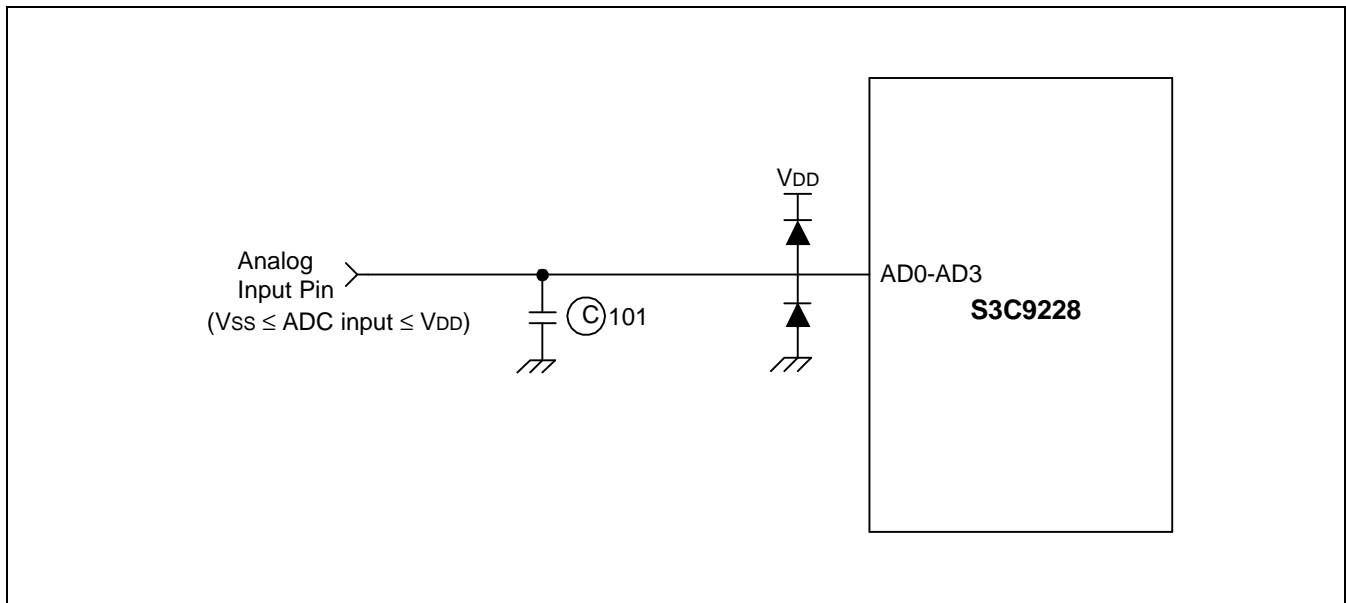 VDD
Analog
Input Pin
(VSS ≤ ADC input ≤ VDD)
C 101
AD0-AD3
S3C9228